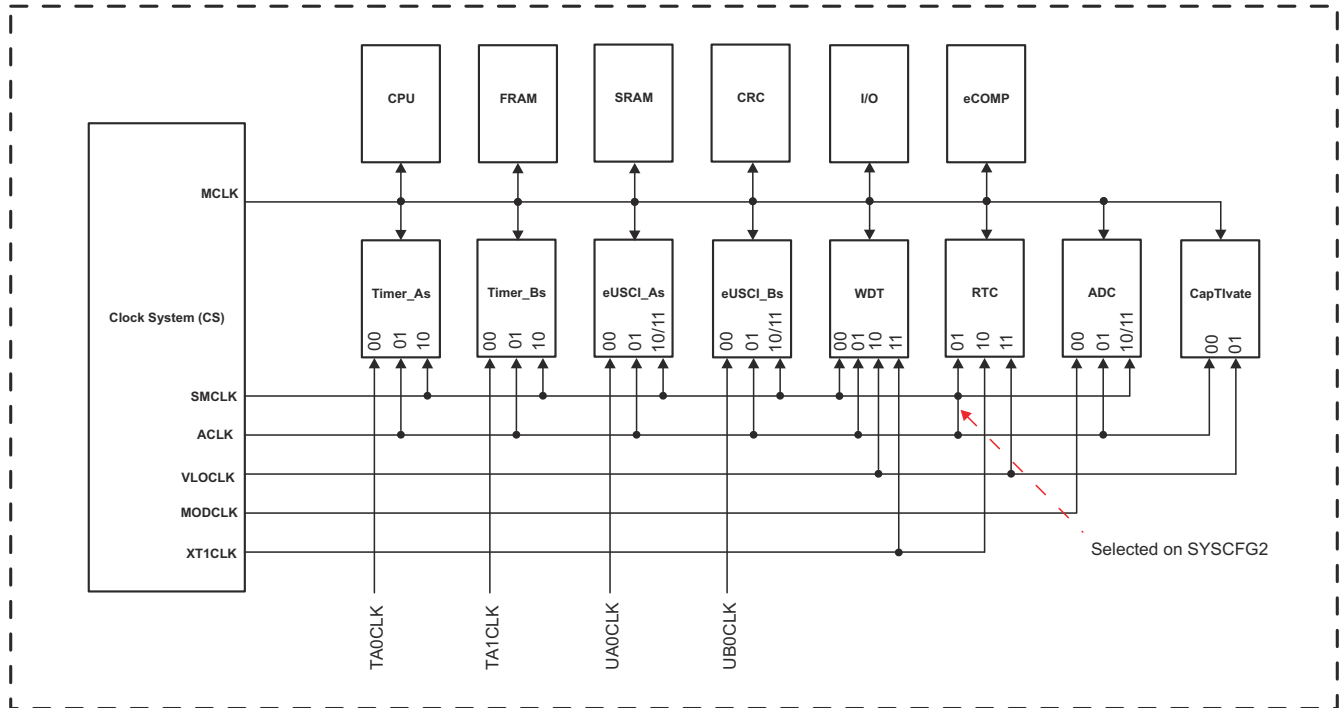 CPU
FRAM
SRAM
CRC
I/O
eCOMP
Clock System (CS)
MCLK
SMCLK
ACLK
VLOCLK
MODCLK
XT1CLK
Timer_As
00
01
10
Timer_Bs
00
01
10
eUSCI_As
00
01
10/11
eUSCI_Bs
00
01
10/11
WDT
00
01
10
11
RTC
01
10
11
ADC
00
01
10/11
CapTIvate
00
01
Selected on SYSCFG2
TA0CLK
TA1CLK
UA0CLK
UB0CLK